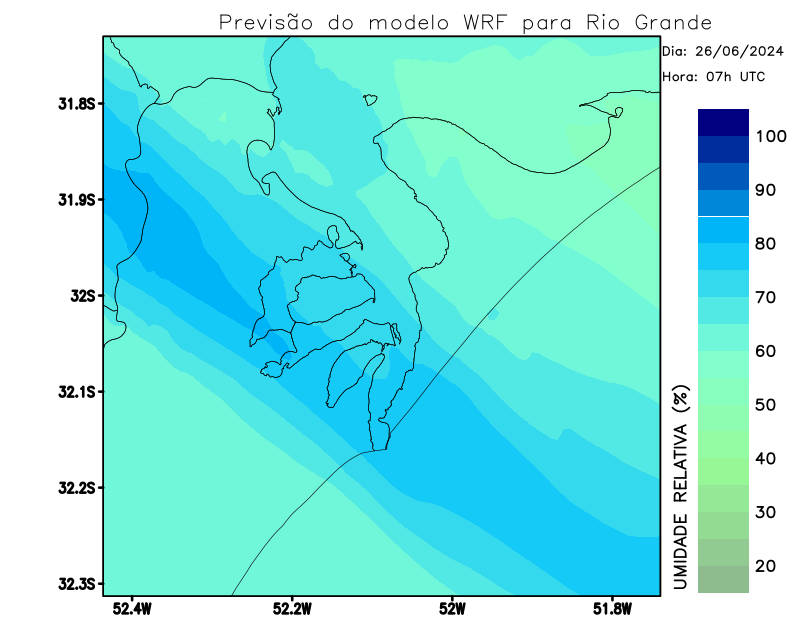 Previsão do modelo WRF para Rio Grande
Dia: 26/06/2024
Hora: 07h UTC
31.8S
31.9S
32S
32.1S
32.2S
32.3S
52.4W
52.2W
52W
51.8W
100
90
80
70
60
50
40
30
20
UMIDADE RELATIVA (%)